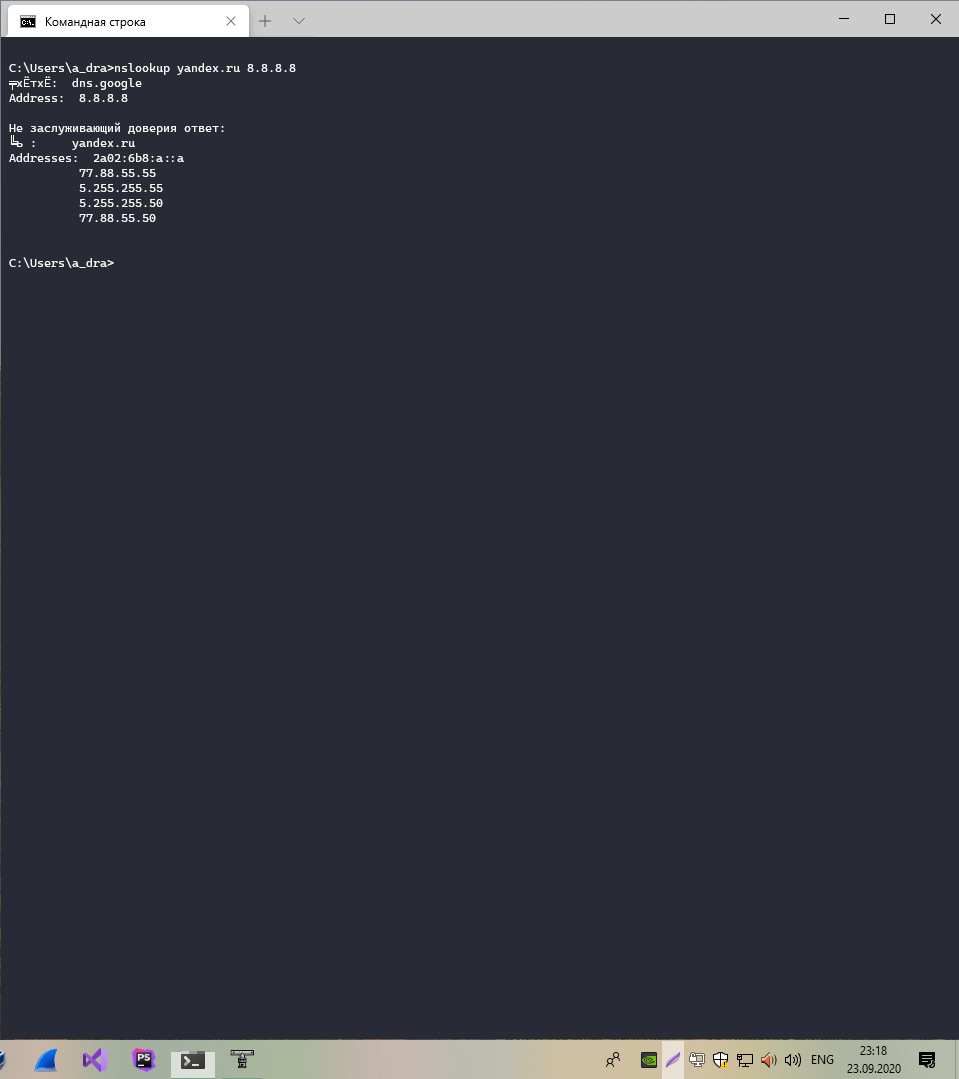 Командная строка
C:\Users\a_dra>nslookup yandex.ru 8.8.8.8
╤хЁтхЁ:  dns.google
Address:  8.8.8.8
Не заслуживающий доверия ответ:
╚ь :     yandex.ru
Addresses:  2a02:6b8:a::a
77.88.55.55
5.255.255.55
5.255.255.50
77.88.55.50
C:\Users\a_dra>
PS
ENG
23:18
23.09.2020